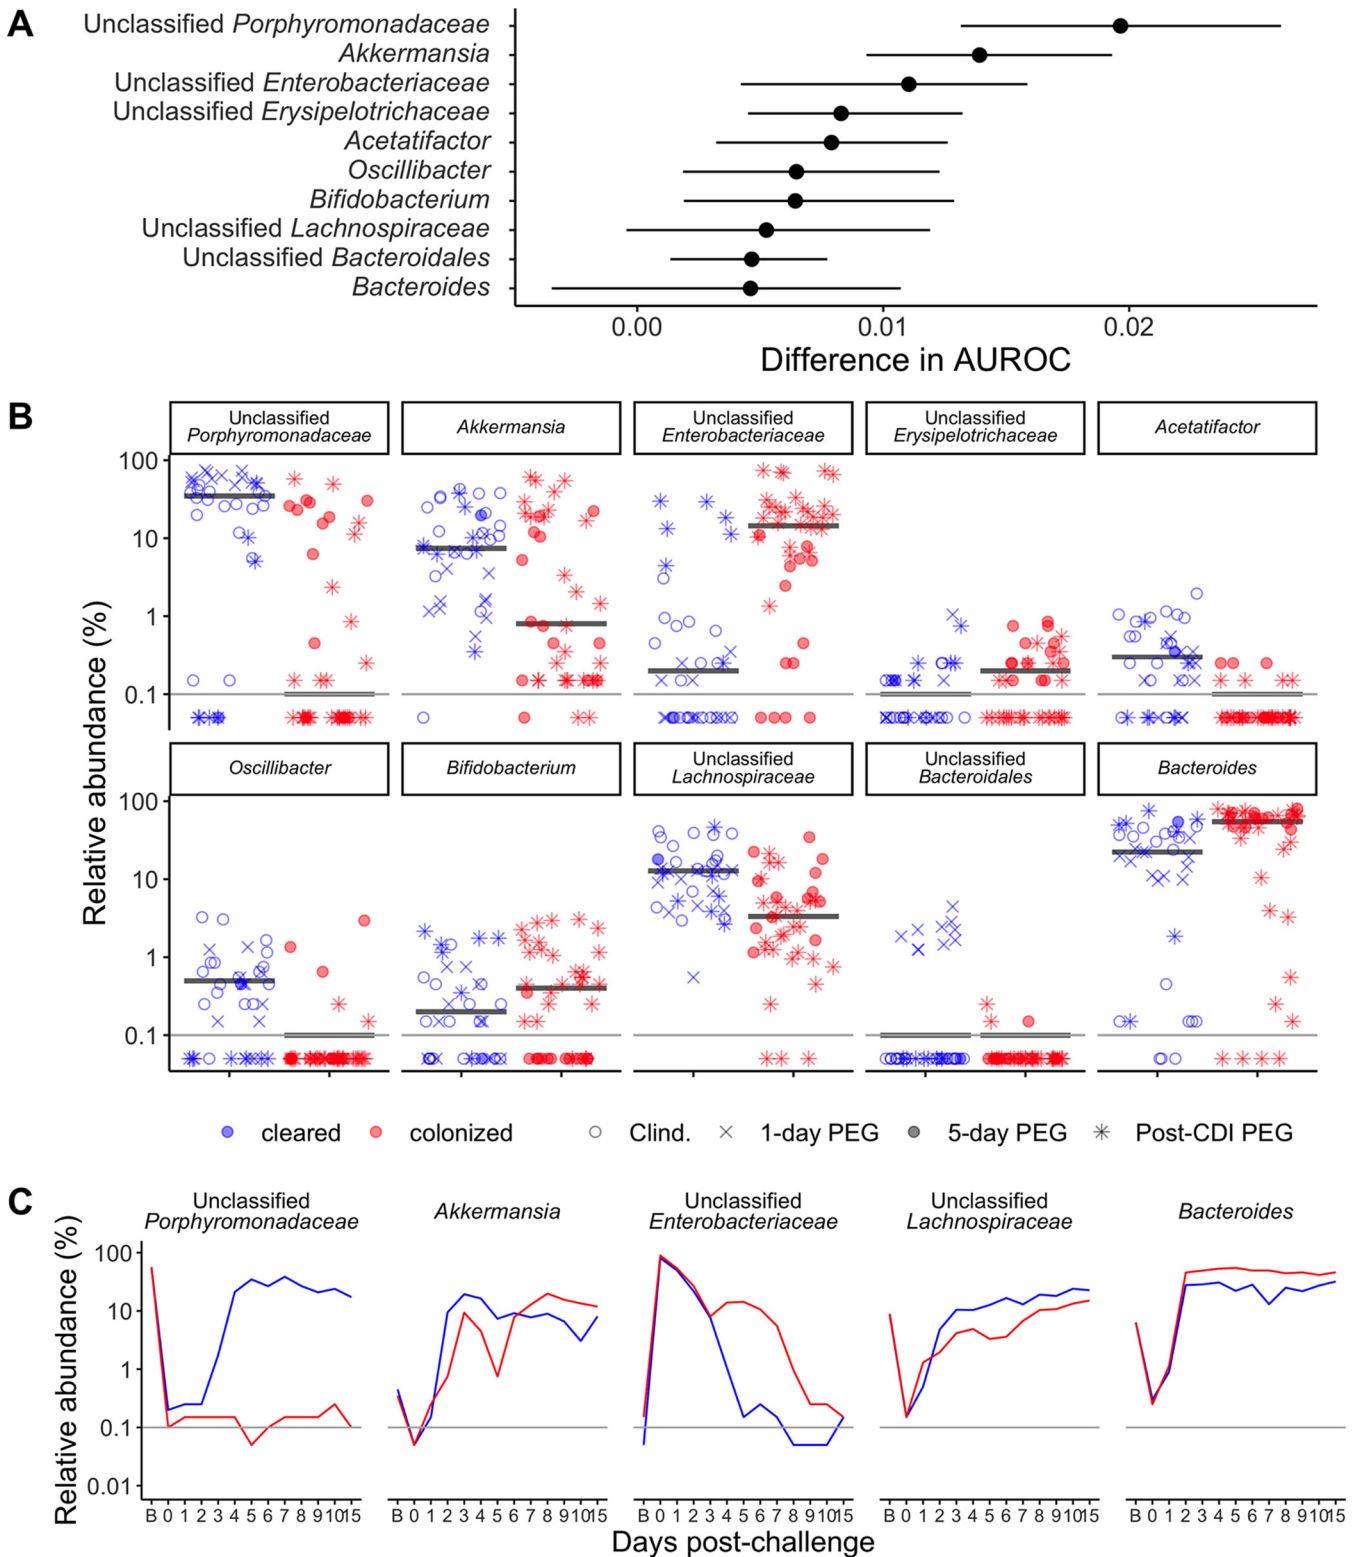 A
Unclassified Porphyromonadaceae
Akkermansia
Unclassified Enterobacteriaceae
Unclassified Erysipelotrichaceae
Acetatifactor
Oscillibacter
Bifidobacterium
Unclassified Lachnospiraceae
Unclassified Bacteroidales
Bacteroides
0.00 0.01 0.02
Difference in AUROC
B
Relative abundance (%)
Unclassified
Porphyromonadaceae
Akkermansia
Unclassified
Enterobacteriaceae
Unclassified
Erysipelotrichaceae
Acetatifactor
100
10
1
0.1
Oscillibacter
Bifidobacterium
Unclassified
Lachnospiraceae
Unclassified
Bacteroidales
Bacteroides
100
10
1
0.1
cleared colonized Clind. 1-day PEG 5-day PEG Post-CDI PEG
C
Relative abundance (%)
Unclassified
Porphyromonadaceae
Akkermansia
Unclassified
Enterobacteriaceae
Unclassified
Lachnospiraceae
Bacteroides
100
10
1
0.1
0.01
B 0 1 2 3 4 5 6 7 8 9 10 15
B 0 1 2 3 4 5 6 7 8 9 10 15
B 0 1 2 3 4 5 6 7 8 9 10 15
B 0 1 2 3 4 5 6 7 8 9 10 15
B 0 1 2 3 4 5 6 7 8 9 10 15
Days post-challenge